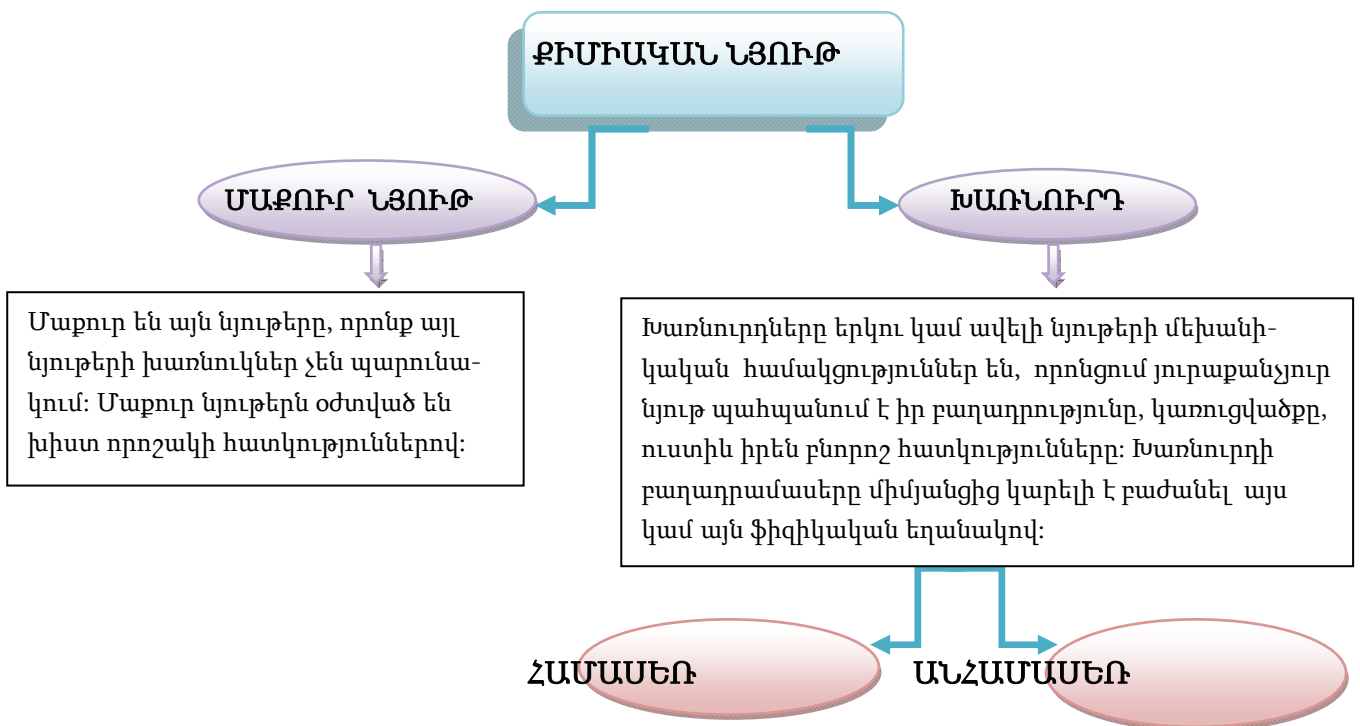 ՔԻՄԻԱԿԱՆ ՆՅՈՒԹ
ՄԱՔՈՒՐ ՆՅՈՒԹ
ԽԱՌՆՈՒՐԴ
Մաքուր են այն նյութերը, որոնք այլ
նյութերի խառնուկներ չեն պարունա-
կում: Մաքուր նյութերն օժտված են
խիստ որոշակի հատկություններով:
Խառնուրդները երկու կամ ավելի նյութերի մեխանի-
կական համակցություններ են, որոնցում յուրաքանչյուր
նյութ պահպանում է իր բաղադրությունը, կառուցվածքը,
ուստիև իրեն բնորոշ հատկությունները: Խառնուրդի
բաղադրամասերը միմյանցից կարելի է բաժանել այս
կամ այն ֆիզիկական եղանակով:
ՀԱՄԱՍԵՌ
ԱՆՀԱՄԱՍԵՌ